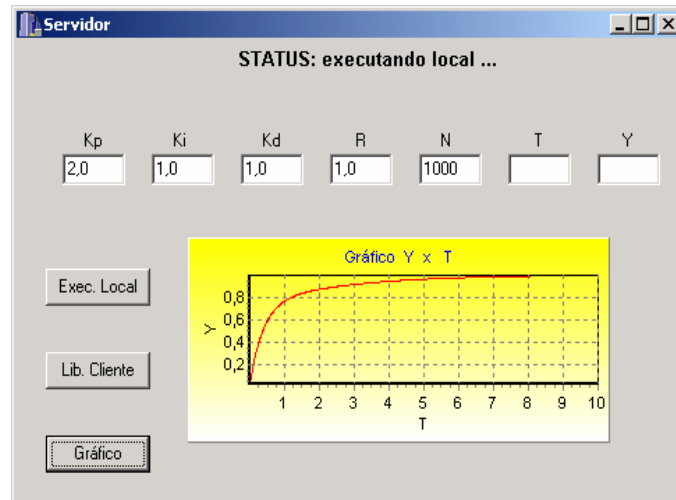 Servidor
STATUS: executando local ...
Kp Ki Kd R N T Y
2,0 1,0 1,0 1,0 1000
Exec. Local
Lib. Cliente
Gráfico
Gráfico Y x T
0,8
0,6
0,4
0,2
Y
1 2 3 4 5 6 7 8 9 10
T